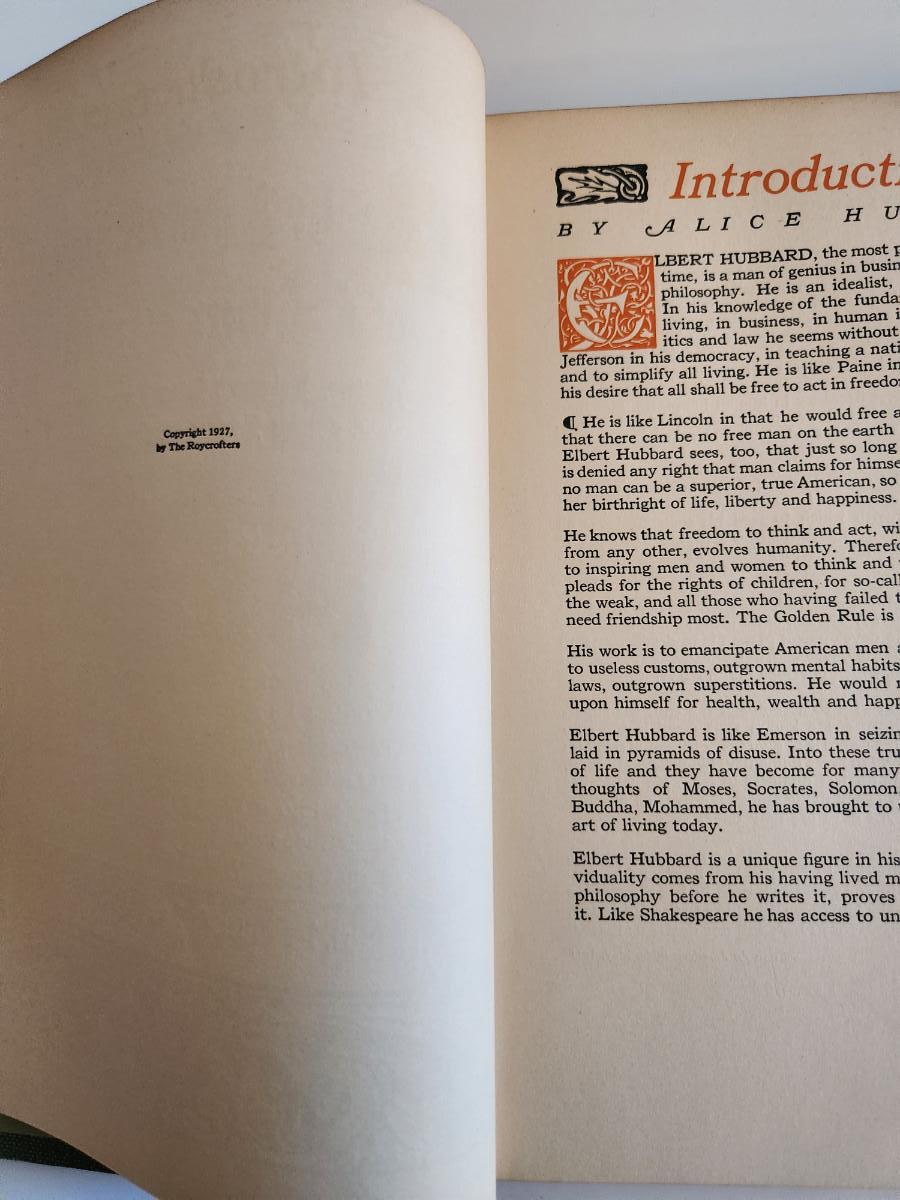 Copyright 1927,
by The Roycrofters
Introducti
BY ALICE HU
ELBERT HUBBARD, the most p
time, is a man of genius in busin
philosophy. He is an idealist,
In his knowledge of the funda
living, in business, in human i
itics and law he seems without
Jefferson in his democracy, in teaching a nati
and to simplify all living. He is like Paine in
his desire that all shall be free to act in freedo
¶ He is like Lincoln in that he would free a
that there can be no free man on the earth
Elbert Hubbard sees, too, that just so long
is denied any right that man claims for himse
no man can be a superior, true American, so
her birthright of life, liberty and happiness.
He knows that freedom to think and act, wi
from any other, evolves humanity. Therefo
to inspiring men and women to think and
pleads for the rights of children, for so-call
the weak, and all those who having failed t
need friendship most. The Golden Rule is
His work is to emancipate American men a
to useless customs, outgrown mental habits
laws, outgrown superstitions. He would r
upon himself for health, wealth and happ
Elbert Hubbard is like Emerson in seizin
laid in pyramids of disuse. Into these tru
of life and they have become for many
thoughts of Moses, Socrates, Solomon,
Buddha, Mohammed, he has brought to
art of living today.
Elbert Hubbard is a unique figure in his
viduality comes from his having lived m
philosophy before he writes it, proves
it. Like Shakespeare he has access to un